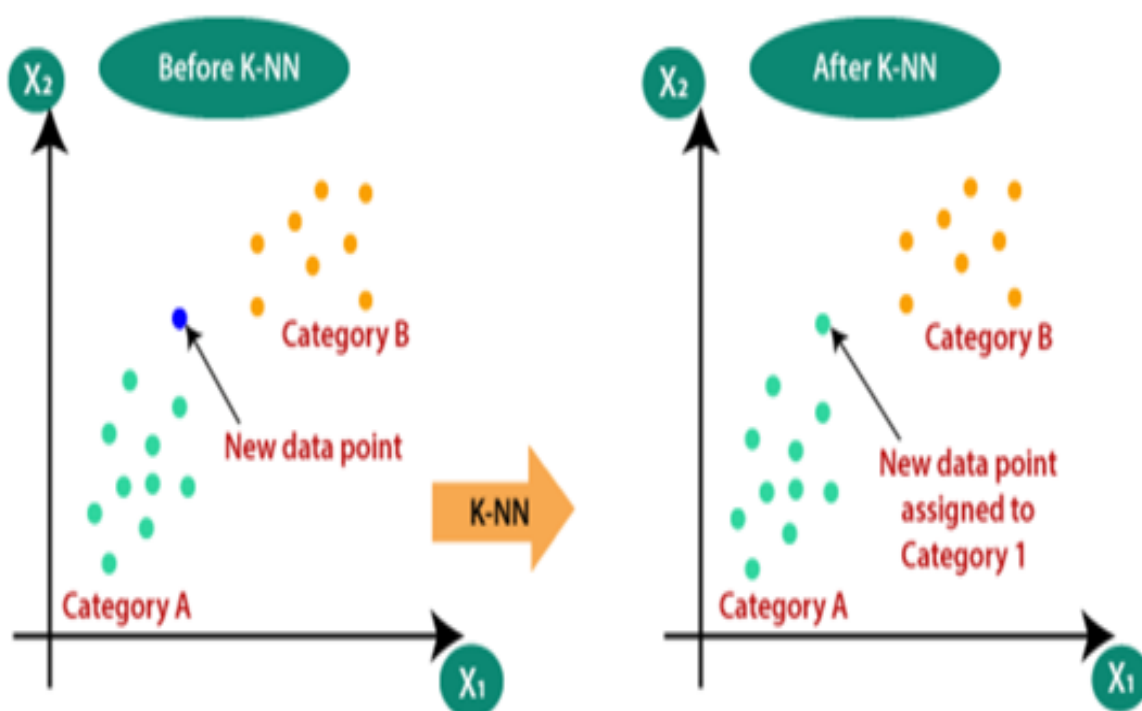 Before K-NN
X₂
Category B
New data point
Category A
X₁
K-NN
After K-NN
X₂
Category B
New data point
assigned to
Category 1
Category A
X₁